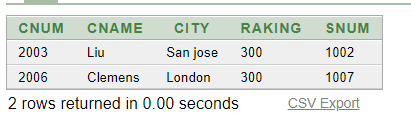 CNUM CNAME CITY RAKING SNUM
2003 Liu San jose 300 1002
2006 Clemens London 300 1007
2 rows returned in 0.00 seconds CSV Export